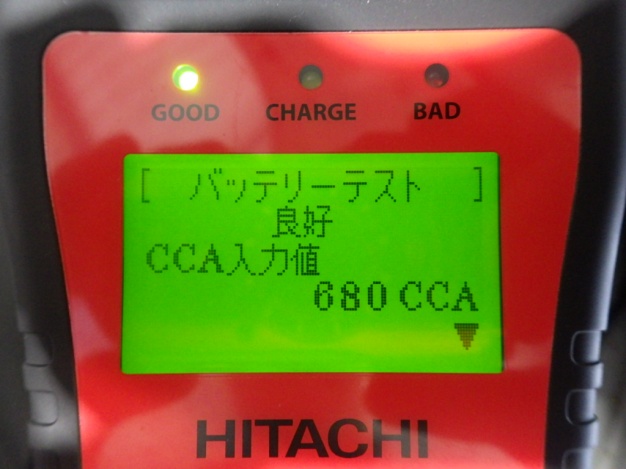 GOOD CHARGE BAD
[ バッテリーテスト ]
良好
CCA入力値
680 CCA
HITACHI